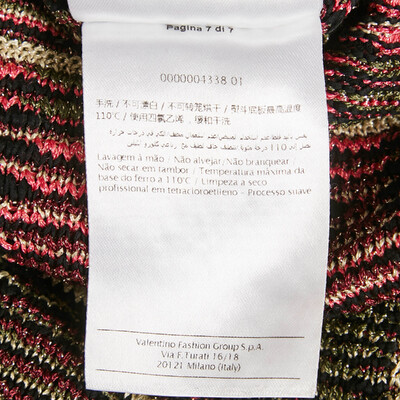 Pagina 7 di 7
0000004338 01
手洗 / 不可漂白 / 不可转笼烘干 / 熨斗底板最高温度
110℃ / 使用四氯乙烯, 缓和干洗
Lavagem à mão / Não alvejar/Não branquear /
Não secar em tambor / Temperatura máxima da
base do ferro a 110°C / Limpeza a seco
profissional em tetracloroetileno – Processo suave
Valentino Fashion Group S.p.A.
Via F.Turati 16/18
20121 Milano (italy)